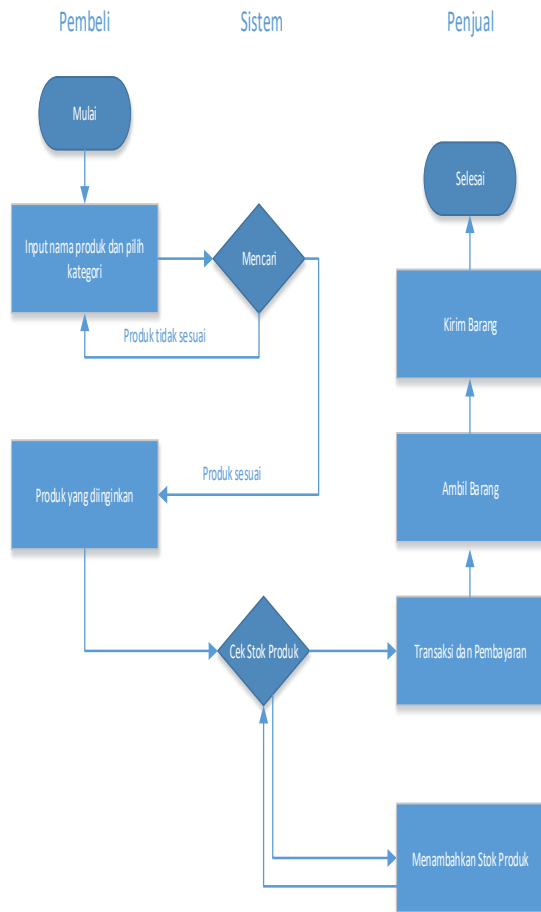 Pembeli
Sistem
Penjual
Mulai
Selesai
Input nama produk dan pilih
kategori
Mencari
Kirim Barang
Produk tidak sesuai
Produk sesuai
Produk yang diinginkan
Ambil Barang
Cek Stok Produk
Transaksi dan Pembayaran
Menambahkan Stok Produk